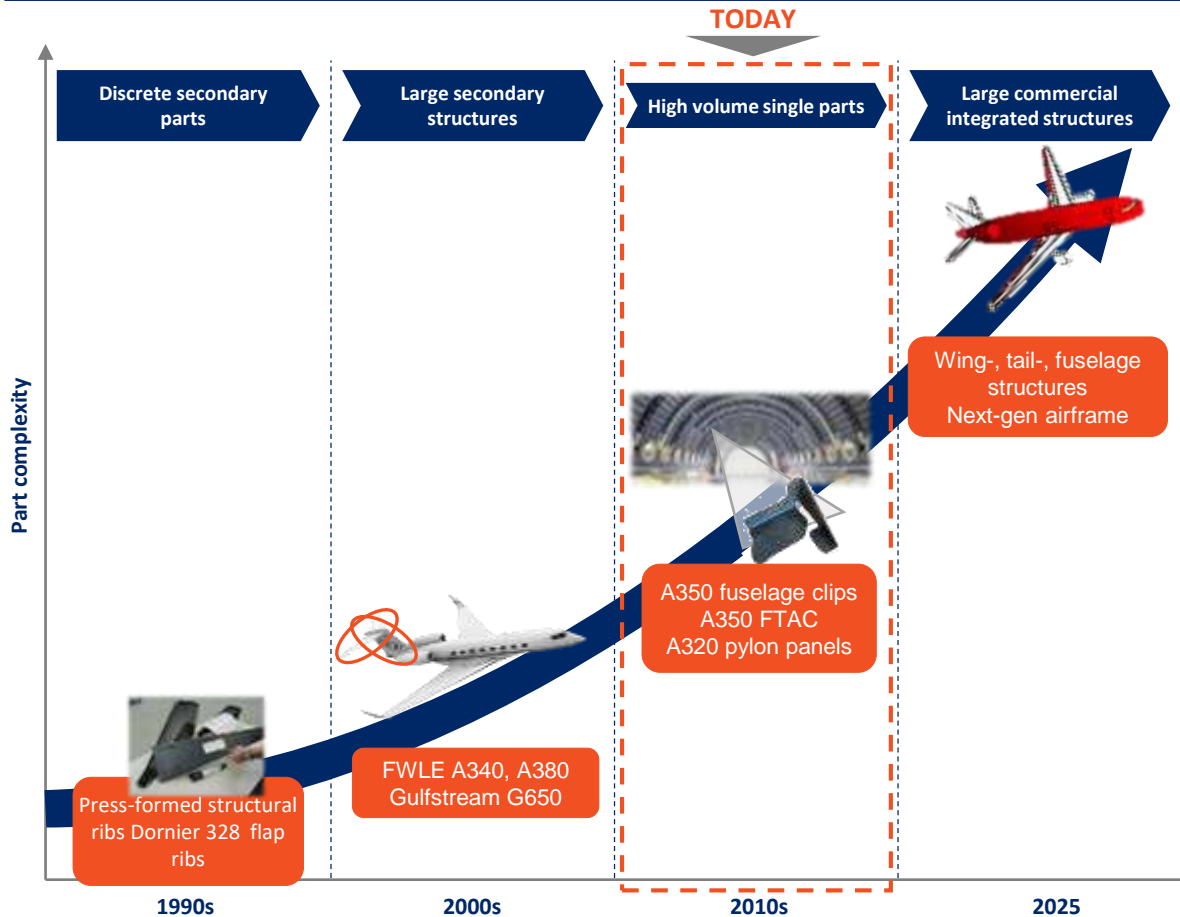 TODAY
Discrete secondary
parts
Large secondary
structures
High volume single parts
Large commercial
integrated structures
Part complexity
Wing-, tail-, fuselage
structures
Next-gen airframe
A350 fuselage clips
A350 FTAC
A320 pylon panels
FWLE A340, A380
Gulfstream G650
Press-formed structural
ribs Dornier 328 flap
ribs
1990s
2000s
2010s
2025